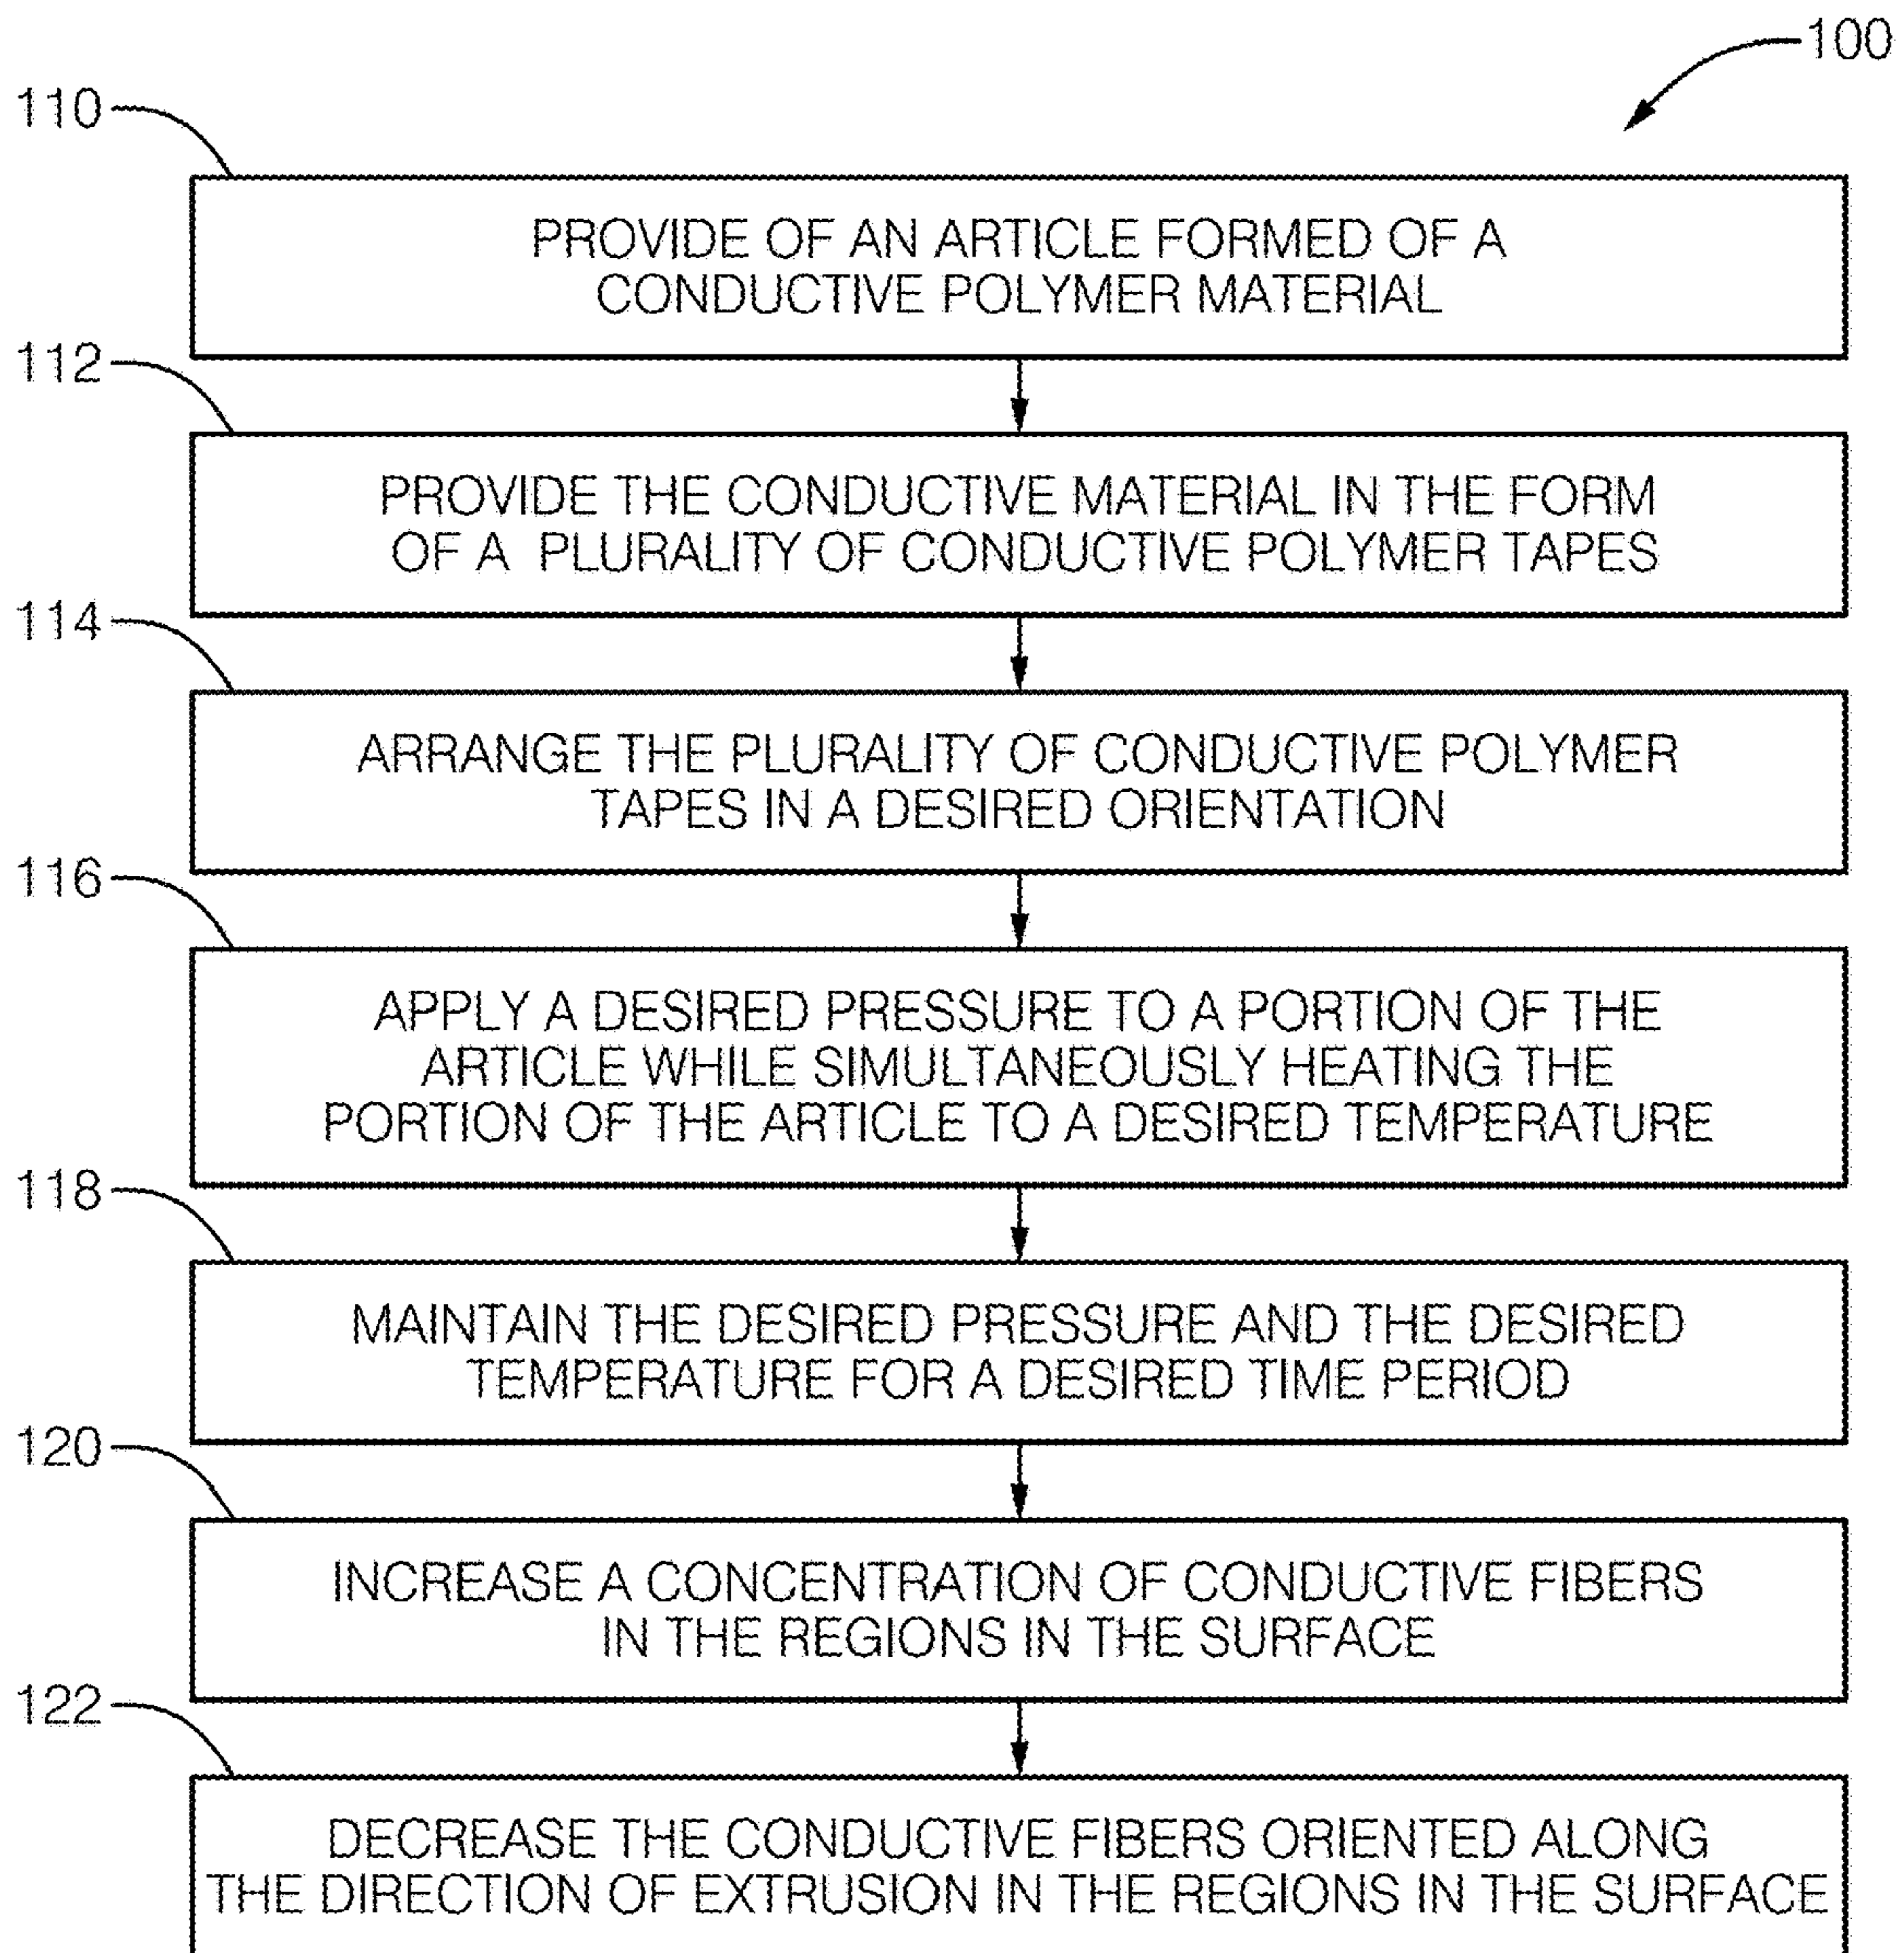 100
110
PROVIDE OF AN ARTICLE FORMED OF A
CONDUCTIVE POLYMER MATERIAL
112
PROVIDE THE CONDUCTIVE MATERIAL IN THE FORM
OF A PLURALITY OF CONDUCTIVE POLYMER TAPES
114
ARRANGE THE PLURALITY OF CONDUCTIVE POLYMER
TAPES IN A DESIRED ORIENTATION
116
APPLY A DESIRED PRESSURE TO A PORTION OF THE
ARTICLE WHILE SIMULTANEOUSLY HEATING THE
PORTION OF THE ARTICLE TO A DESIRED TEMPERATURE
118
MAINTAIN THE DESIRED PRESSURE AND THE DESIRED
TEMPERATURE FOR A DESIRED TIME PERIOD
120
INCREASE A CONCENTRATION OF CONDUCTIVE FIBERS
IN THE REGIONS IN THE SURFACE
122
DECREASE THE CONDUCTIVE FIBERS ORIENTED ALONG
THE DIRECTION OF EXTRUSION IN THE REGIONS IN THE SURFACE